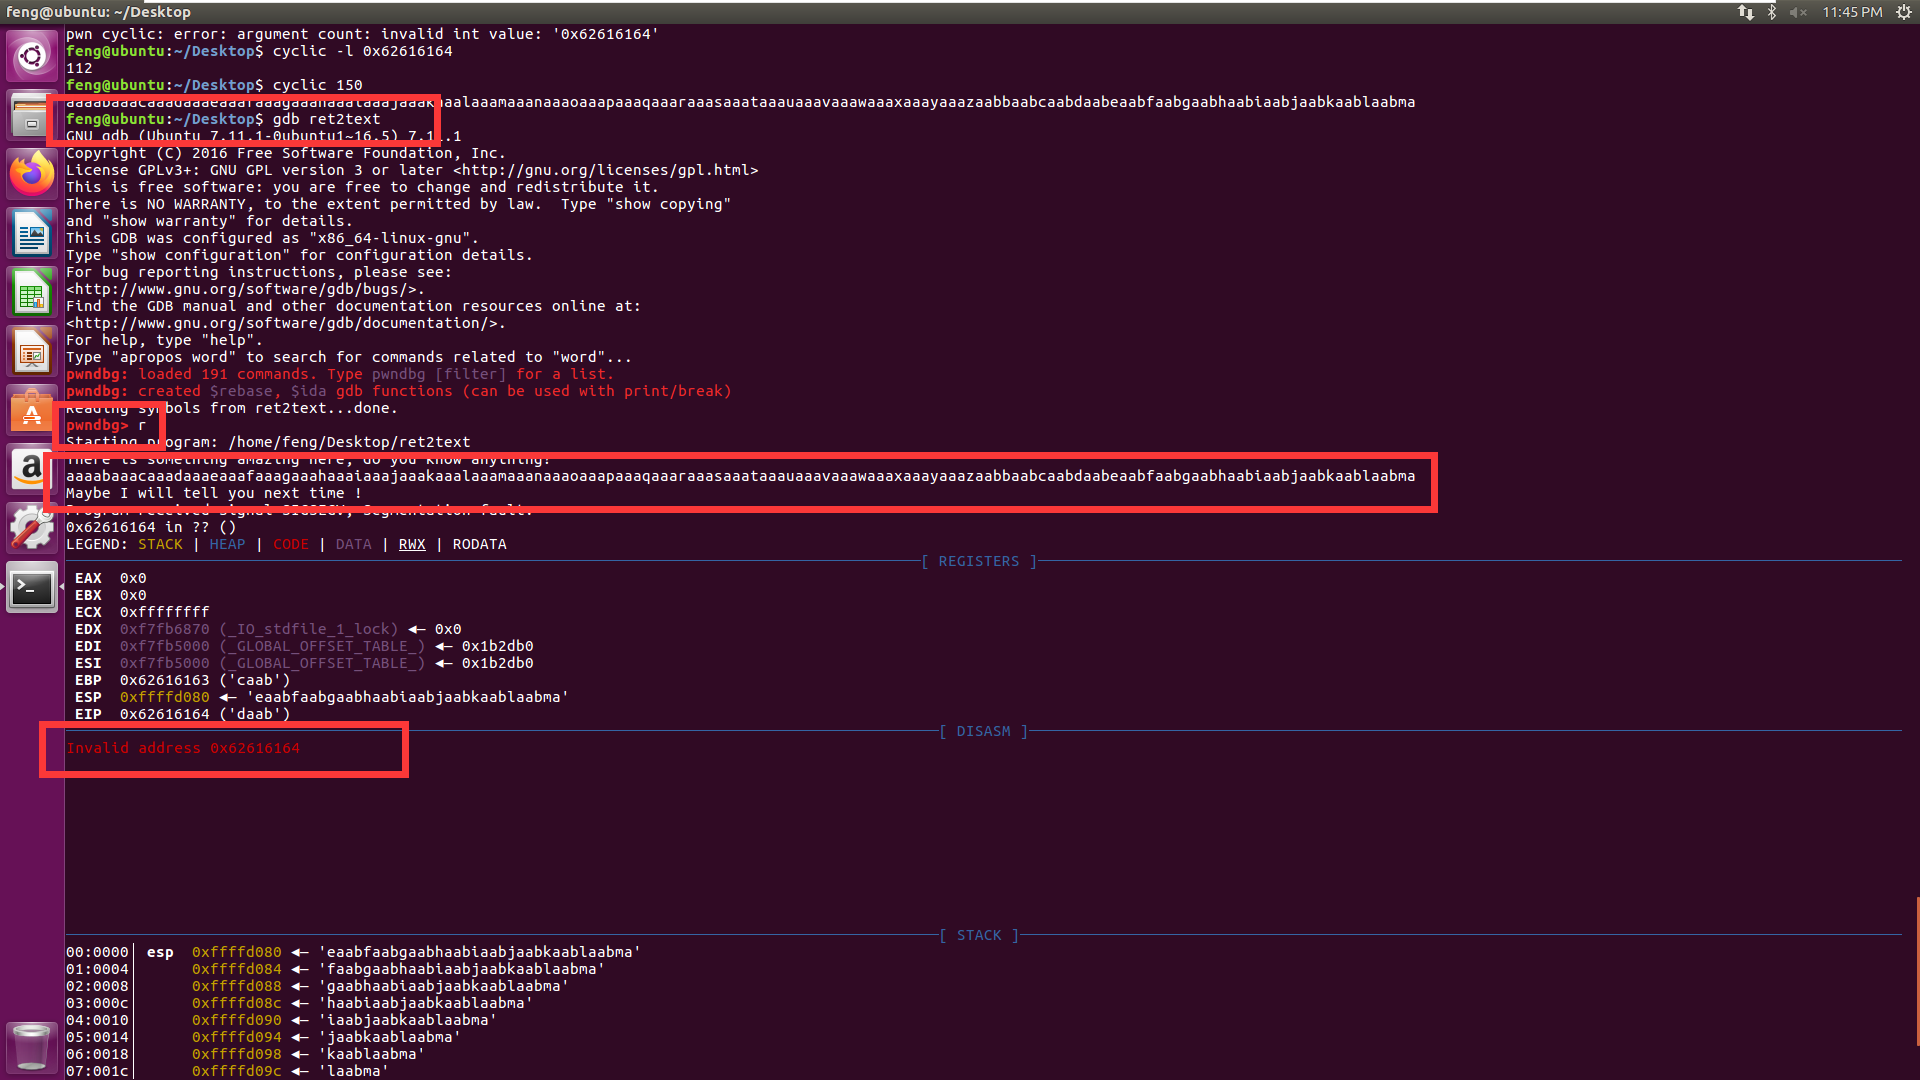 feng@ubuntu: ~/Desktop
11:45 PM
pwn cyclic: error: argument count: invalid int value: '0x62616164'
feng@ubuntu:~/Desktop$ cyclic -l 0x62616164
112
feng@ubuntu:~/Desktop$ cyclic 150
aaaabaaacaaadaaaeaaafaaagaaahaaaiaaajaaakaaalaaamaaanaaaoaaapaaaqaaaraaasaaataaauaaavaaawaaaxaaayaaazaabbaabcaabdaabeaabfaabgaabhaabiaabjaabkaablaabma
feng@ubuntu:~/Desktop$ gdb ret2text
GNU gdb (Ubuntu 7.11.1-0ubuntu1~16.5) 7.11.1
Copyright (C) 2016 Free Software Foundation, Inc.
License GPLv3+: GNU GPL version 3 or later <http://gnu.org/licenses/gpl.html>
This is free software: you are free to change and redistribute it.
There is NO WARRANTY, to the extent permitted by law.  Type "show copying"
and "show warranty" for details.
This GDB was configured as "x86_64-linux-gnu".
Type "show configuration" for configuration details.
For bug reporting instructions, please see:
<http://www.gnu.org/software/gdb/bugs/>.
Find the GDB manual and other documentation resources online at:
<http://www.gnu.org/software/gdb/documentation/>.
For help, type "help".
Type "apropos word" to search for commands related to "word"...
pwndbg: loaded 191 commands. Type pwndbg [filter] for a list.
pwndbg: created $rebase, $ida gdb functions (can be used with print/break)
Reading symbols from ret2text...done.
pwndbg> r
Starting program: /home/feng/Desktop/ret2text
There is something amazing here, do you know anything?
aaaabaaacaaadaaaeaaafaaagaaahaaaiaaajaaakaaalaaamaaanaaaoaaapaaaqaaaraaasaaataaauaaavaaawaaaxaaayaaazaabbaabcaabdaabeaabfaabgaabhaabiaabjaabkaablaabma
Maybe I will tell you next time !
Program received signal SIGSEGV, Segmentation fault.
0x62616164 in ?? ()
LEGEND: STACK | HEAP | CODE | DATA | RWX | RODATA
[ REGISTERS ]
EAX  0x0
EBX  0x0
ECX  0xffffffff
EDX  0xf7fb6870 (_IO_stdfile_1_lock) ◂— 0x0
EDI  0xf7fb5000 (_GLOBAL_OFFSET_TABLE_) ◂— 0x1b2db0
ESI  0xf7fb5000 (_GLOBAL_OFFSET_TABLE_) ◂— 0x1b2db0
EBP  0x62616163 ('caab')
ESP  0xffffd080 ◂— 'eaabfaabgaabhaabiaabjaabkaablaabma'
EIP  0x62616164 ('daab')
[ DISASM ]
Invalid address 0x62616164
[ STACK ]
00:0000│ esp  0xffffd080 ◂— 'eaabfaabgaabhaabiaabjaabkaablaabma'
01:0004│      0xffffd084 ◂— 'faabgaabhaabiaabjaabkaablaabma'
02:0008│      0xffffd088 ◂— 'gaabhaabiaabjaabkaablaabma'
03:000c│      0xffffd08c ◂— 'haabiaabjaabkaablaabma'
04:0010│      0xffffd090 ◂— 'iaabjaabkaablaabma'
05:0014│      0xffffd094 ◂— 'jaabkaablaabma'
06:0018│      0xffffd098 ◂— 'kaablaabma'
07:001c│      0xffffd09c ◂— 'laabma'